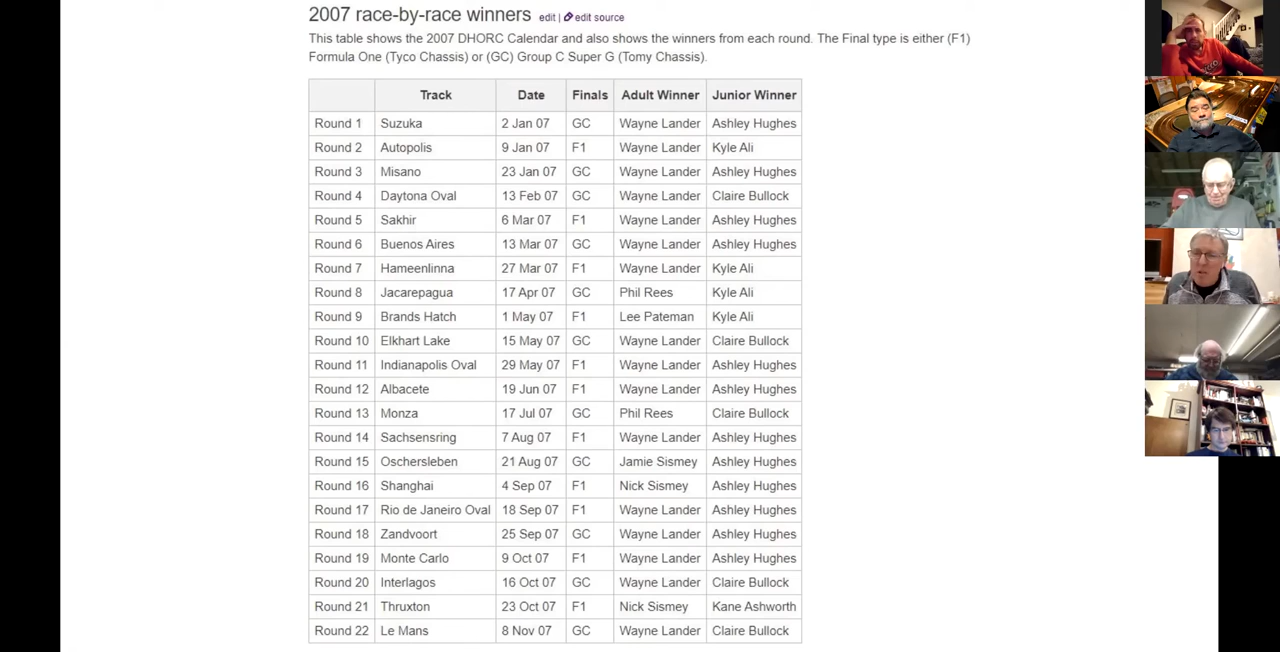 2007 race-by-race winners edit | edit source
This table shows the 2007 DHORC Calendar and also shows the winners from each round. The Final type is either (F1)
Formula One (Tyco Chassis) or (GC) Group C Super G (Tomy Chassis).
Track Date Finals Adult Winner Junior Winner
Round 1 Suzuka Jan 07 GC Wayne Lander Ashley Hughes
Round 2 Autopolis 9 Jan 07 F1 Wayne Lander Kyle Ali
Round 3 Misano 23 Jan 07 GC Wayne Lander Ashley Hughes
Round 4 Daytona Oval 13 Feb 07 GC Wayne Lander Claire Bullock
Round 5 Sakhir 6 Mar 07 F1 Wayne Lander Ashley Hughes
Round 6 Buenos Aires 13 Mar 07 GC Wayne Lander Ashley Hughes
Round 7 Hameenlinna Mar 07 F1 Wayne Lander Kyle Ali
Round 8 Jacarepagua Apr 07 GC Phil Rees Kyle Ali
Round 9 Brands Hatch 1 May 07 F1 Lee Pateman Kyle Ali
Round 10 Elkhart Lake 15 May 07 GC Wayne Lander Claire Bullock
Round 11 Indianapolis Oval 29 May 07 F1 Wayne Lander Ashley Hughes
Round 12 Albacete 19 Jun 07 F1 Wayne Lander Ashley Hughes
Round 13 Monza 17 Jul 07 GC Phil Rees Claire Bullock
Round 14 Sachsensring 7 Aug 07 F1 Wayne Lander Ashley Hughes
Round 15 Oschersleben 21 Aug 07 GC Jamie Sismey Ashley Hughes
Round 16 Shanghai 4 Sep 07 F1 Nick Sismey Ashley Hughes
Round 17 Rio de Janeiro Oval 18 Sep 07 F1 Wayne Lander Ashley Hughes
Round 18 Zandvoort 25 Sep 07 GC Wayne Lander Ashley Hughes
Round 19 Monte Carlo 9 Oct 07 F1 Wayne Lander Ashley Hughes
Round 20 Interlagos 16 Oct 07 GC Wayne Lander Claire Bullock
Round 21 Thruxton 23 Oct 07 F1 Nick Sismey Kane Ashworth
Round 22 Le Mans 8 Nov 07 GC Wayne Lander Claire Bullock